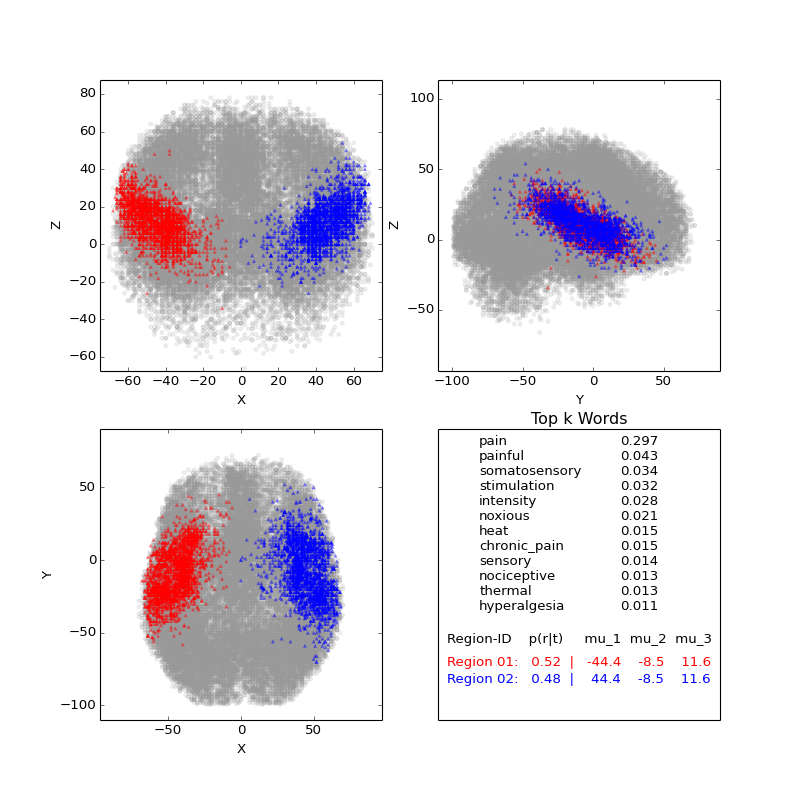 80
60
40
20
0
−20
−40
−60
Z
−60 −40 −20 0 20 40 60
X
100
50
0
−50
Z
−100 −50 0 50
Y
50
0
−50
−100
Y
−50 0 50
X
Top k Words
pain 0.297
painful 0.043
somatosensory 0.034
stimulation 0.032
intensity 0.028
noxious 0.021
heat 0.015
chronic_pain 0.015
sensory 0.014
nociceptive 0.013
thermal 0.013
hyperalgesia 0.011
Region-ID p(r|t) mu_1 mu_2 mu_3
Region 01: 0.52 | -44.4 -8.5 11.6
Region 02: 0.48 | 44.4 -8.5 11.6